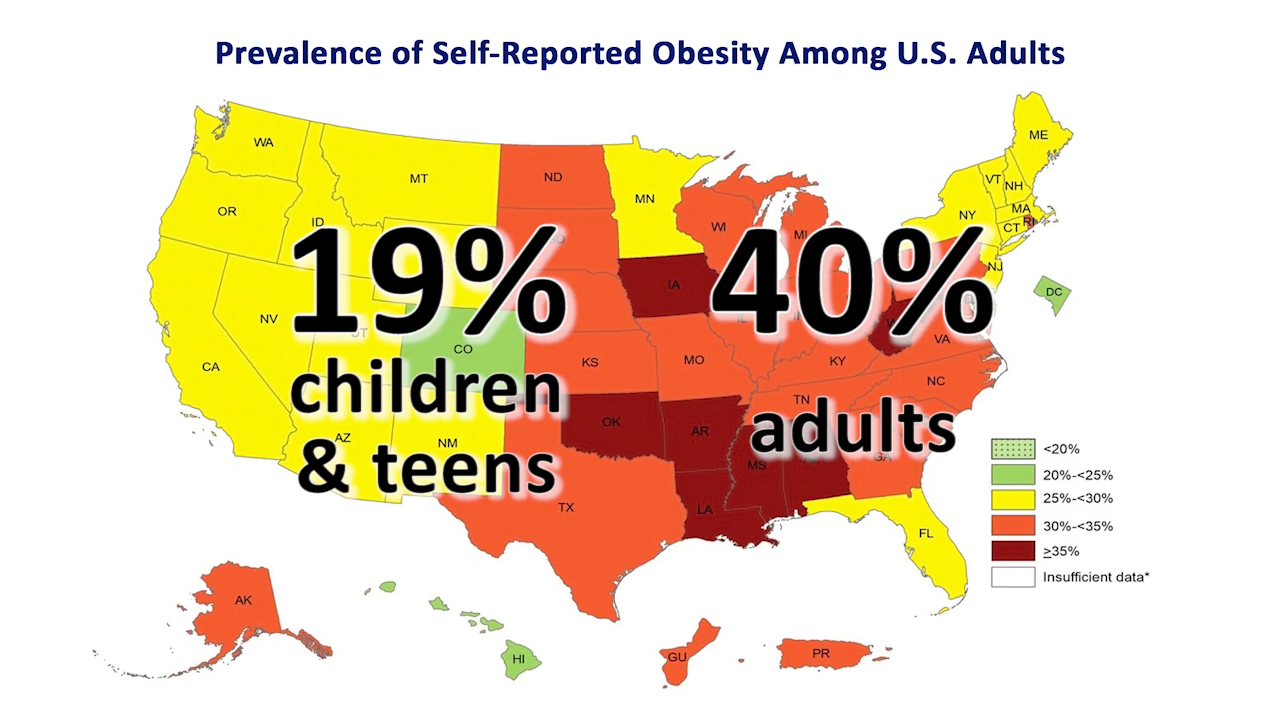 Prevalence of Self-Reported Obesity Among U.S. Adults
WA
MT
ND
MN
ME
OR
ID
WI
MI
VT
NH
NY
MA
CT
RI
NJ
19%
40%
IA
DC
NV
UT
CO
CA
KS
MO
KY
VA
children
& teens
adults
NC
TN
AZ
NM
OK
AR
MS
GA
TX
LA
FL
<20%
20%-<25%
25%-<30%
30%-<35%
≥35%
Insufficient data*
AK
HI
GU
PR